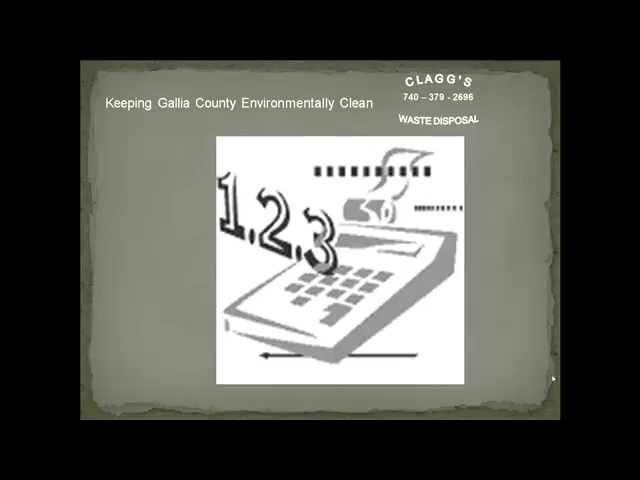 Keeping Gallia County Environmentally Clean
CLAGG'S
740 – 379 - 2696
WASTE DISPOSAL
1.2.3